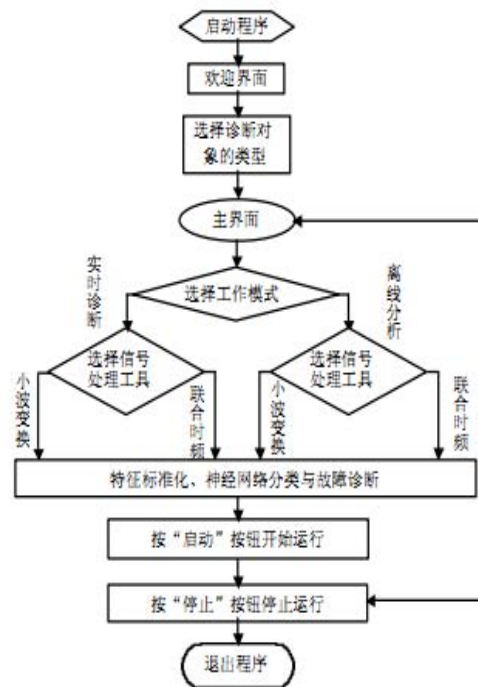 启动程序
欢迎界面
选择诊断对
象的类型
主界面
选择工作模式
实时诊断
离线分析
选择信号
处理工具
选择信号
处理工具
小波变换
联合时频
小波变换
联合时频
特征标准化、神经网络分类与故障诊断
按“启动”按钮开始运行
按“停止”按钮停止运行
退出程序